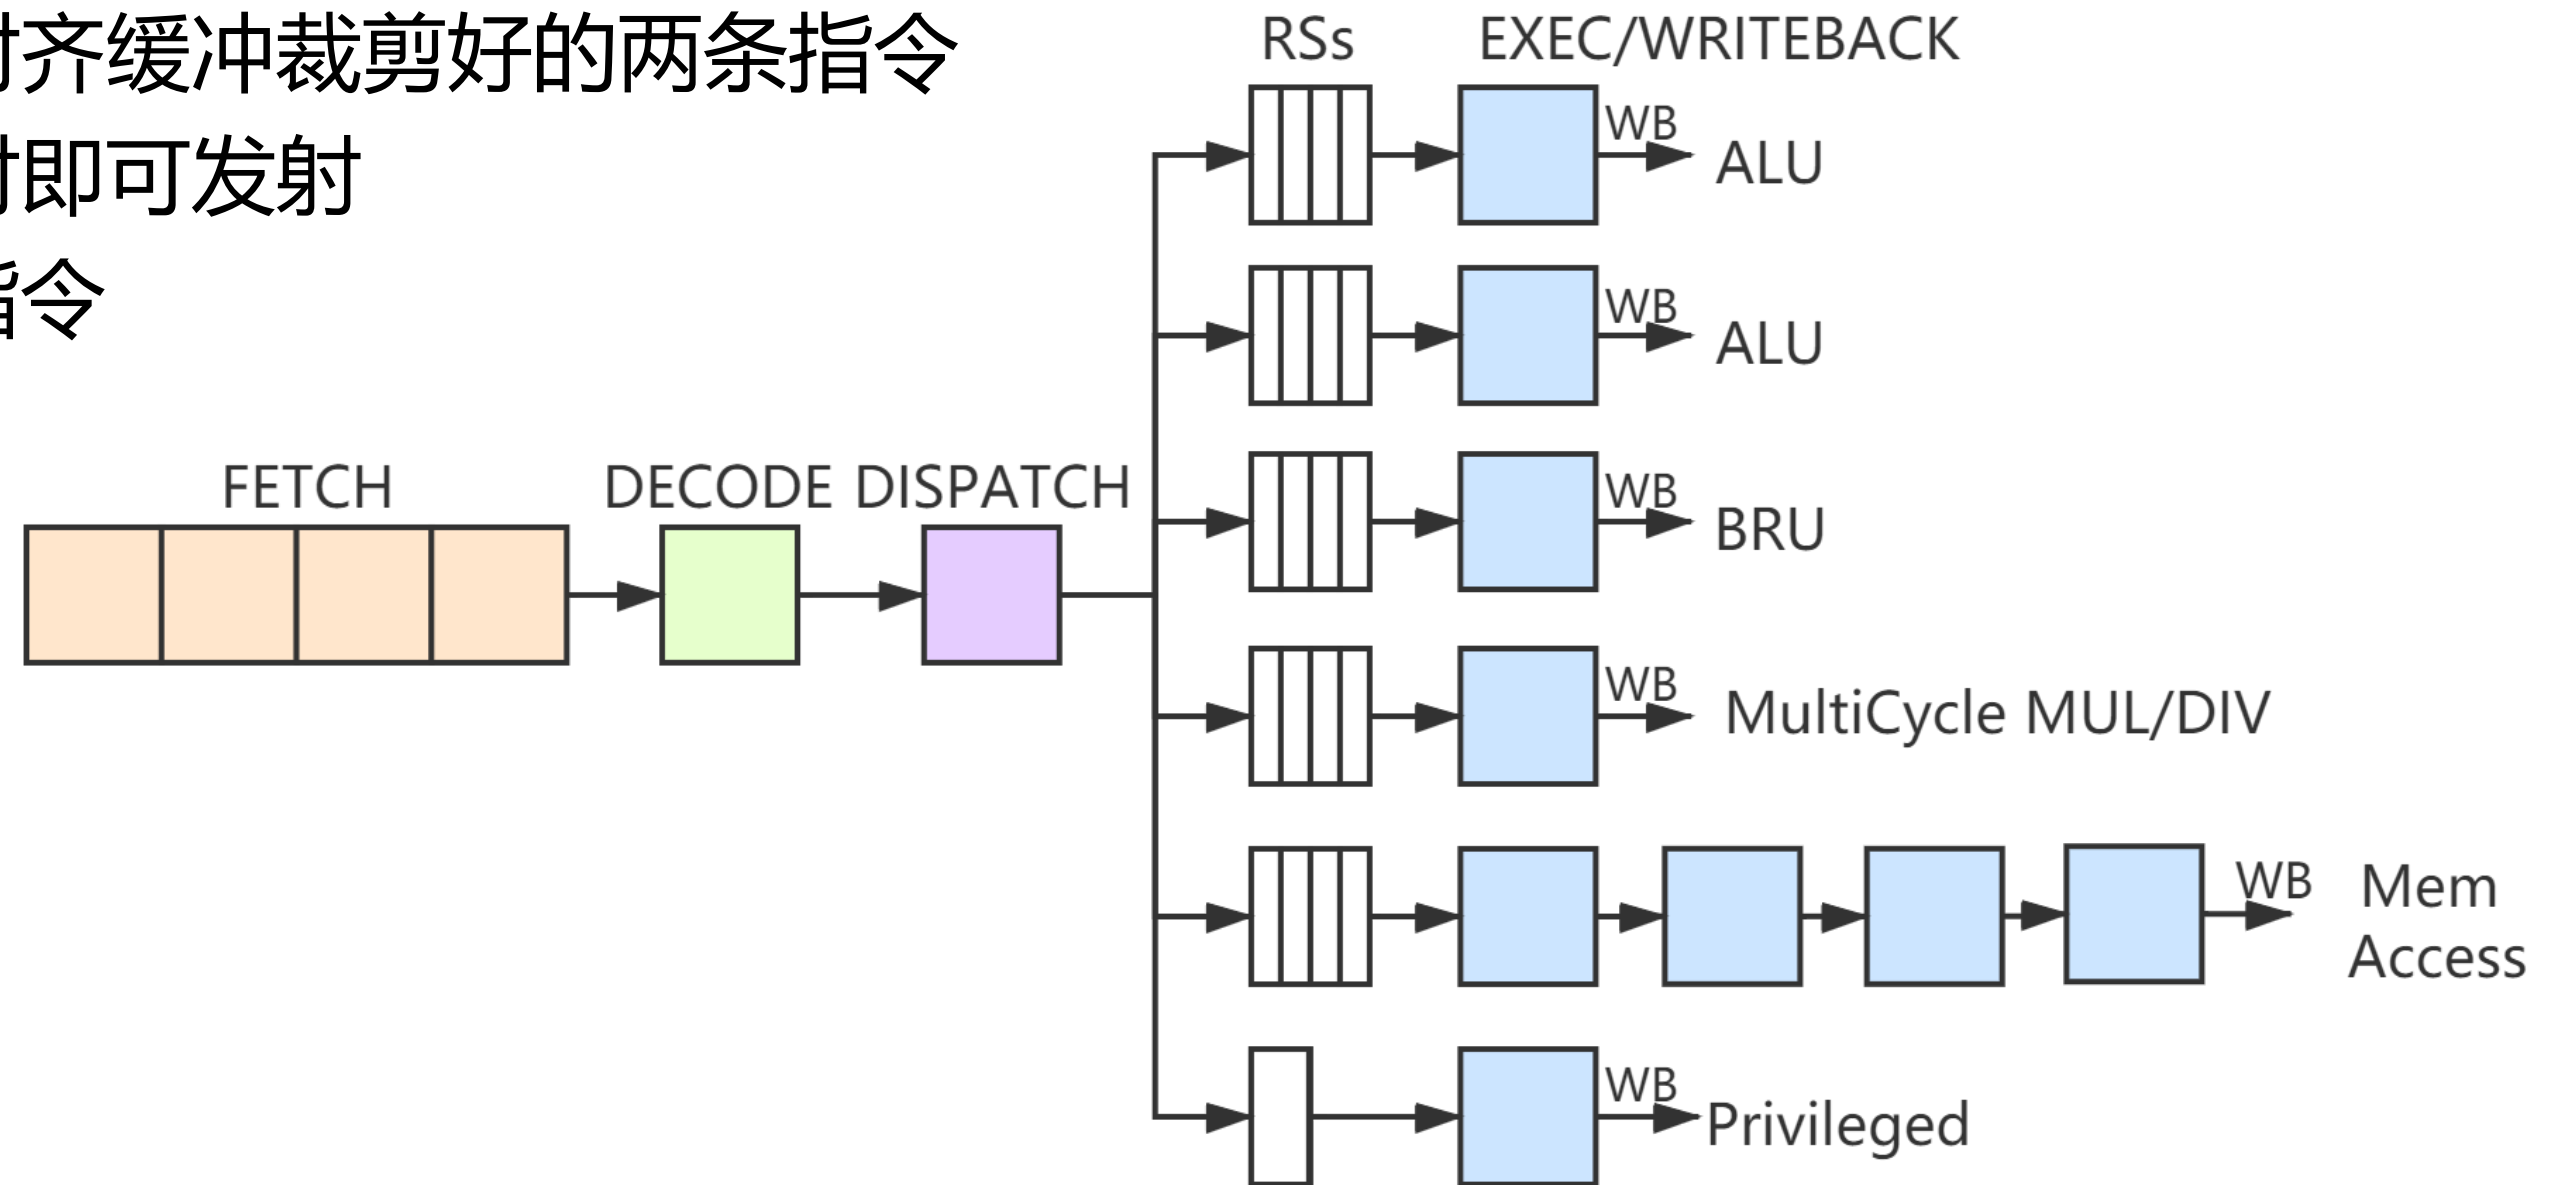 齐缓冲裁剪好的两条指令
即可发射
指令
RSs
EXEC/WRITEBACK
WB
ALU
WB
ALU
FETCH
DECODE
DISPATCH
WB
BRU
WB
MultiCycle MUL/DIV
WB
Mem
Access
WB
Privileged